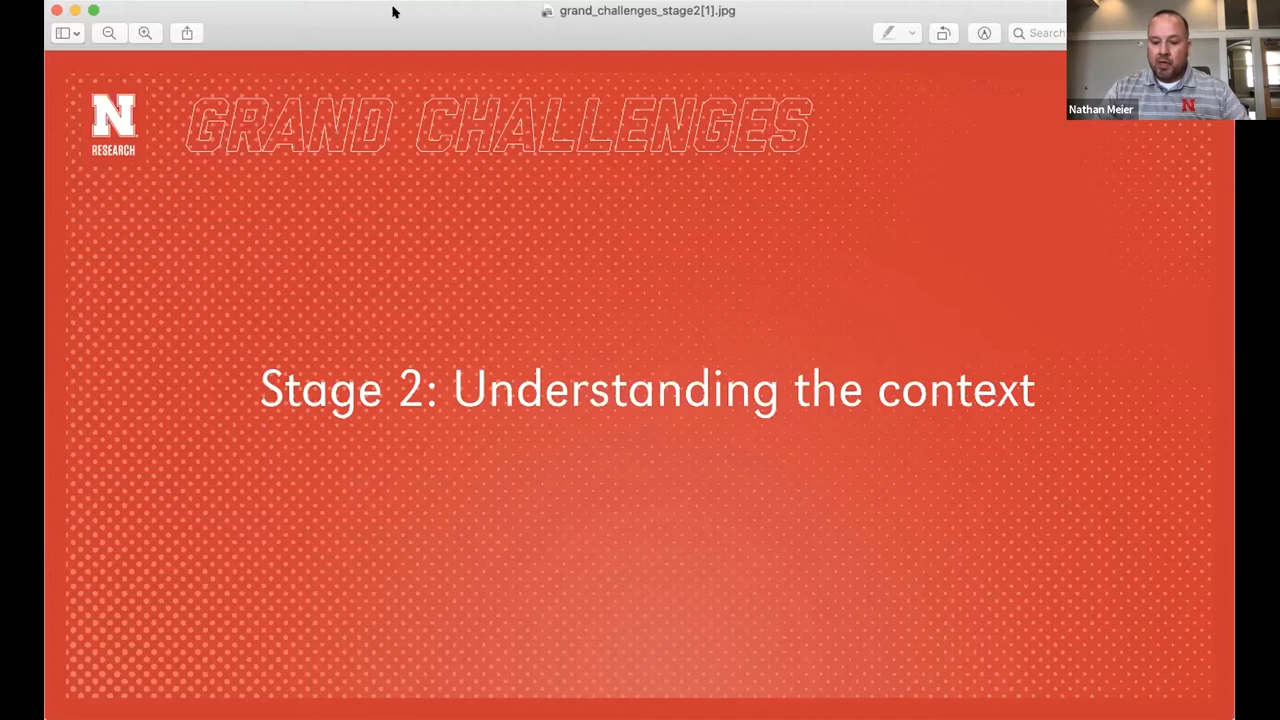 grand_challenges_stage2[1].jpg
Search
Nathan Meier
N
RESEARCH
GRAND CHALLENGES
Stage 2: Understanding the context